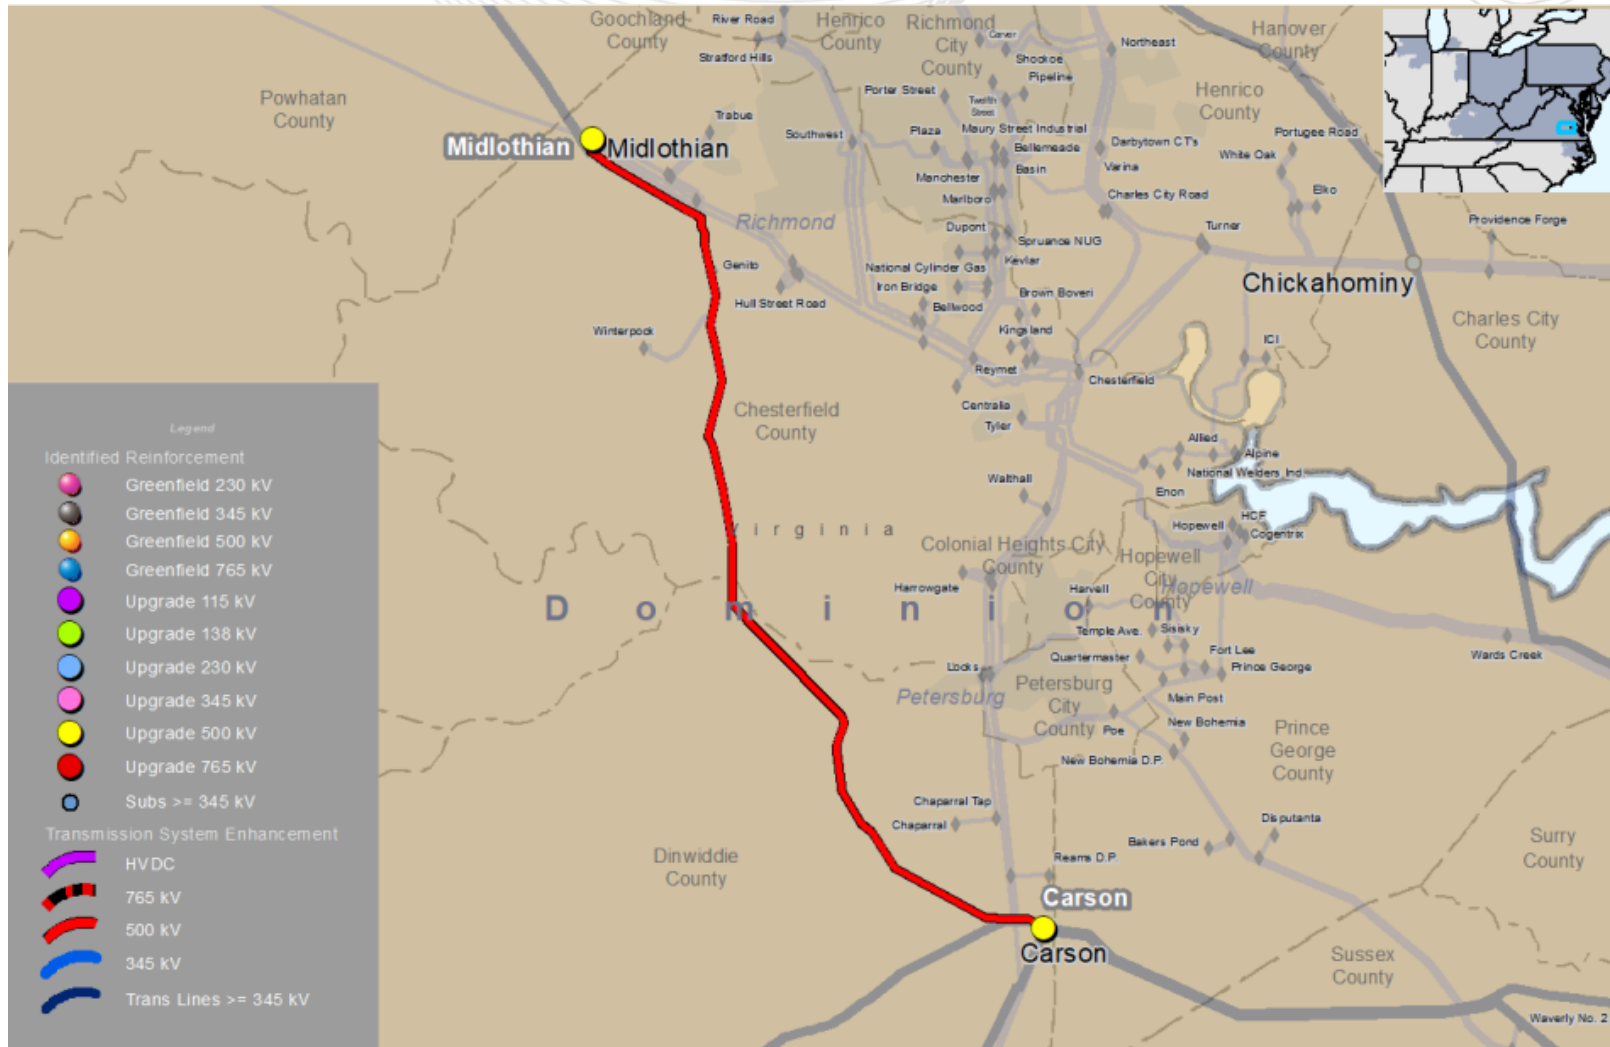 Goochland
County
River Road
Henrico
County
Richmond
City
County
Carver
Northeast
Hanover
County
Stratford Hills
Shockoe
Pipeline
Powhatan
County
Porter Street
Twelfth
Street
Henrico
County
Trabue
Southwest
Plaza
Maury Street Industrial
Portugee Road
Midlothian
Midlothian
Bellemeade
Darbytown CT's
White Oak
Basin
Varina
Manchester
Elko
Marlboro
Charles City Road
Richmond
Dupont
Turner
Providence Forge
Spruance NUG
Genito
National Cylinder Gas
Kevlar
Iron Bridge
Chickahominy
Hull Street Road
Bellwood
Brown Boveri
Winterpock
Kingsland
Charles City
County
ICI
Reymet
Chesterfield
Chesterfield
County
Centralia
Tyler
Allied
Alpine
National Welders Ind.
Walthall
Enon
Virginia
HCF
Hopewell
Cogentrix
Colonial Heights City
County
Hopewell
City
County
Hopewell
Harrowgate
Harvell
Dominion
Temple Ave.
Sisisky
Fort Lee
Quartermaster
Prince George
Wards Creek
Locks
Petersburg
Petersburg
City
County
Main Post
New Bohemia
Poe
New Bohemia D.P.
Prince
George
County
Chaparral Tap
Chaparral
Disputanta
Bakers Pond
Surry
County
Dinwiddie
County
Reams D.P.
Carson
Carson
Sussex
County
Waverly No. 2
Legend
Identified Reinforcement
Greenfield 230 kV
Greenfield 345 kV
Greenfield 500 kV
Greenfield 765 kV
Upgrade 115 kV
Upgrade 138 kV
Upgrade 230 kV
Upgrade 345 kV
Upgrade 500 kV
Upgrade 765 kV
Subs >= 345 kV
Transmission System Enhancement
HVDC
765 kV
500 kV
345 kV
Trans Lines >= 345 kV